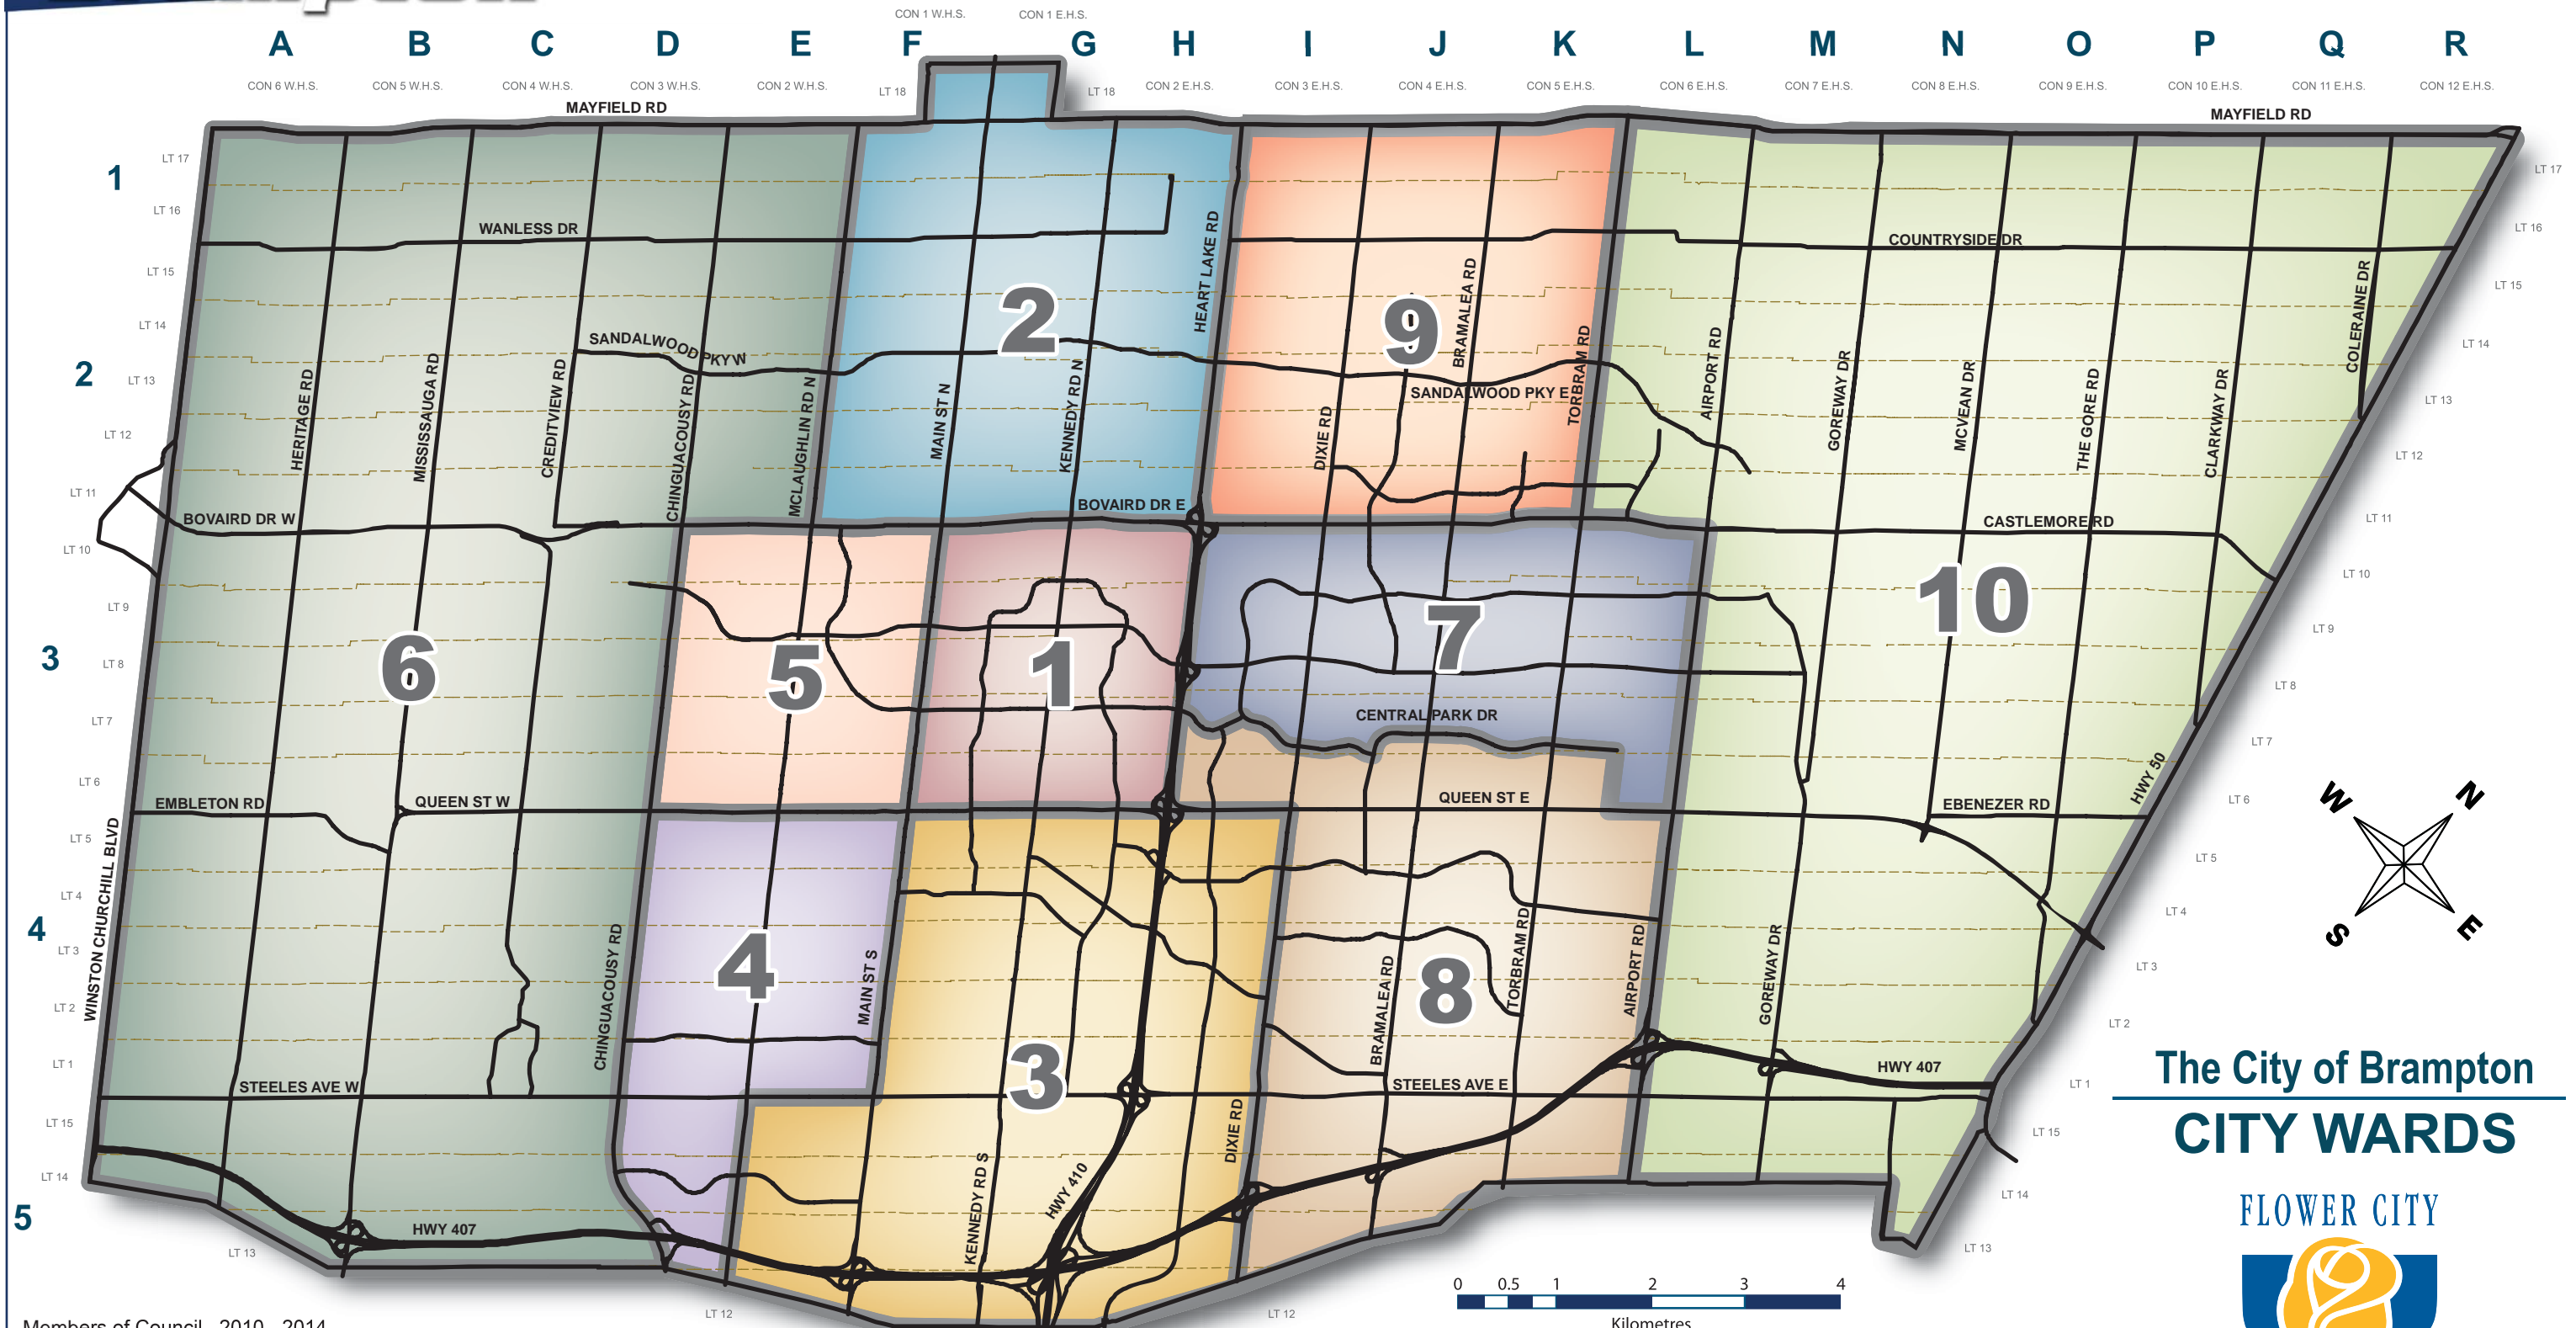 CON 1 W.H.S. CON 1 E.H.S.
A B C D E F G H I J K L M N O P Q R
CON 6 W.H.S. CON 5 W.H.S. CON 4 W.H.S. CON 3 W.H.S. CON 2 W.H.S. LT 18 LT 18 CON 2 E.H.S. CON 3 E.H.S. CON 4 E.H.S. CON 5 E.H.S. CON 6 E.H.S. CON 7 E.H.S. CON 8 E.H.S. CON 9 E.H.S. CON 10 E.H.S. CON 11 E.H.S. CON 12 E.H.S.
MAYFIELD RD
MAYFIELD RD
1
2
3
4
5
LT 17
LT 16
LT 15
LT 14
LT 13
LT 12
LT 11
LT 10
LT 9
LT 8
LT 7
LT 6
LT 5
LT 4
LT 3
LT 2
LT 1
LT 15
LT 14
LT 13
LT 12
LT 12
WANLESS DR
COUNTRYSIDE DR
SANDALWOOD PKY W
SANDALWOOD PKY E
HERITAGE RD
MISSISSAUGA RD
CREDITVIEW RD
CHINGUACOUSY RD
MCLAUGHLIN RD N
MAIN ST N
KENNEDY RD N
HEART LAKE RD
DIXIE RD
BRAMALEA RD
TORBRAM RD
AIRPORT RD
GOREWAY DR
MCVEAN DR
THE GORE RD
CLARKWAY DR
COLERAINE DR
BOVAIRD DR W
BOVAIRD DR E
CASTLEMORE RD
2
9
10
6
5
1
7
4
3
8
CENTRAL PARK DR
EMBLETON RD
QUEEN ST W
QUEEN ST E
EBENEZER RD
HWY 50
WINSTON CHURCHILL BLVD
CHINGUACOUSY RD
MAIN ST S
BRAMALEA RD
TORBRAM RD
AIRPORT RD
GOREWAY DR
STEELES AVE W
STEELES AVE E
HWY 407
HWY 407
KENNEDY RD S
HWY 410
DIXIE RD
LT 17
LT 16
LT 15
LT 14
LT 13
LT 12
LT 11
LT 10
LT 9
LT 8
LT 7
LT 6
LT 5
LT 4
LT 3
LT 2
LT 1
LT 15
LT 14
LT 13
W N
S E
The City of Brampton
CITY WARDS
FLOWER CITY
0 0.5 1 2 3 4
Kilometres
Members of Council 2010 - 2014